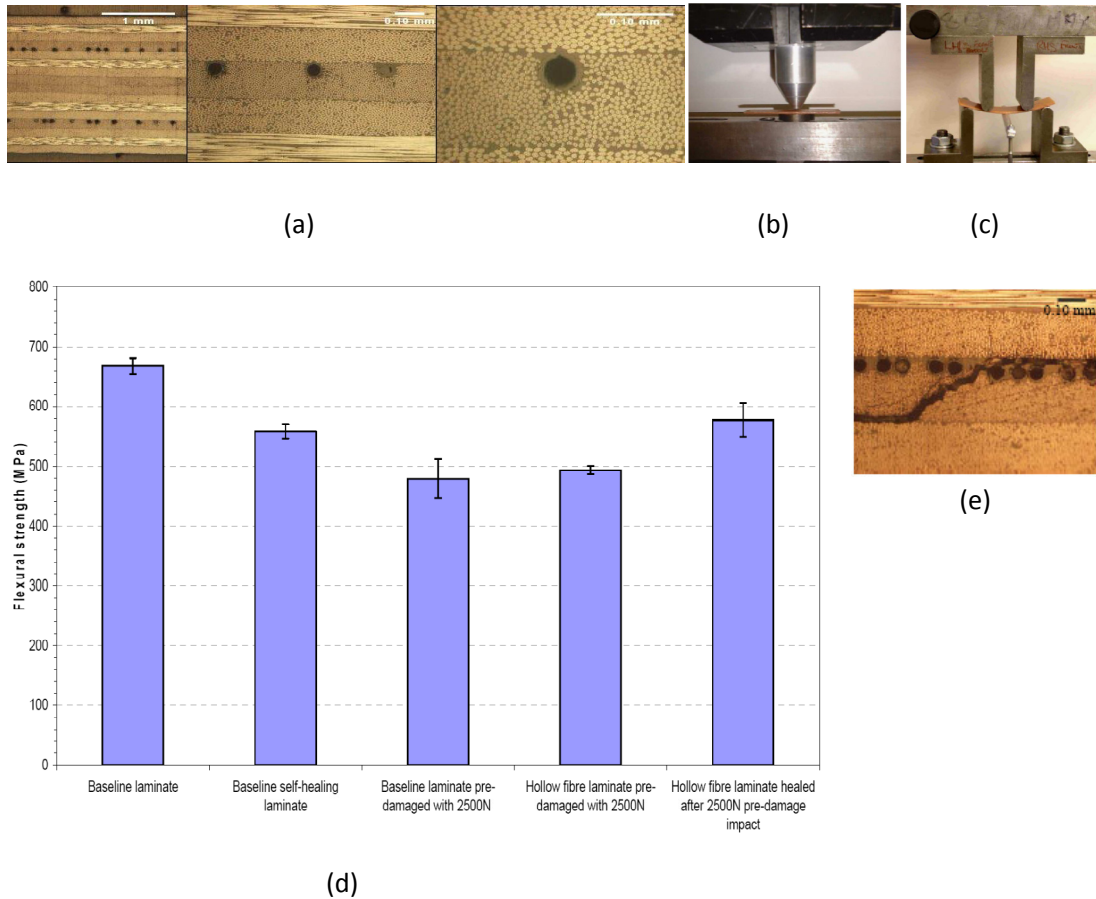 1 mm
0.10 mm
0.10 mm
(a)
(b)
(c)
800
700
600
500
400
300
200
100
0
Flexural strength (MPa)
Baseline laminate
Baseline self-healing
laminate
Baseline laminate pre-
damaged with 2500N
Hollow fibre laminate pre-
damaged with 2500N
Hollow fibre laminate healed
after 2500N pre-damage
impact
(d)
0.10 mm
(e)